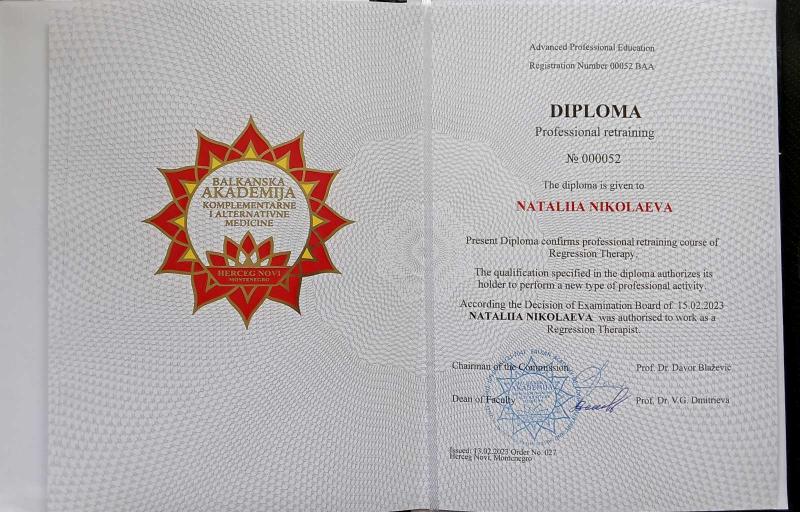 BALKANSKA
AKADEMIJA
KOMPLEMENTARNE
I ALTERNATIVNE
MEDICINE
HERCEG NOVI
MONTENEGRO
Advanced Professional Education
Registration Number 00052 BAA
DIPLOMA
Professional retraining
№ 000052
The diploma is given to
NATALIIA NIKOLAEVA
Present Diploma confirms professional retraining course of
Regression Therapy.
The qualification specified in the diploma authorizes its
holder to perform a new type of professional activity.
According the Decision of Examination Board of 15.02.2023
NATALIIA NIKOLAEVA was authorised to work as a
Regression Therapist.
Chairman of the Commission Prof. Dr. Davor Blažević
Dean of Faculty Prof. Dr. V.G. Dmitrieva
BALKANSKA
AKADEMIJA
Issued: 13.02.2023 Order No. 027
Herceg Novi, Montenegro